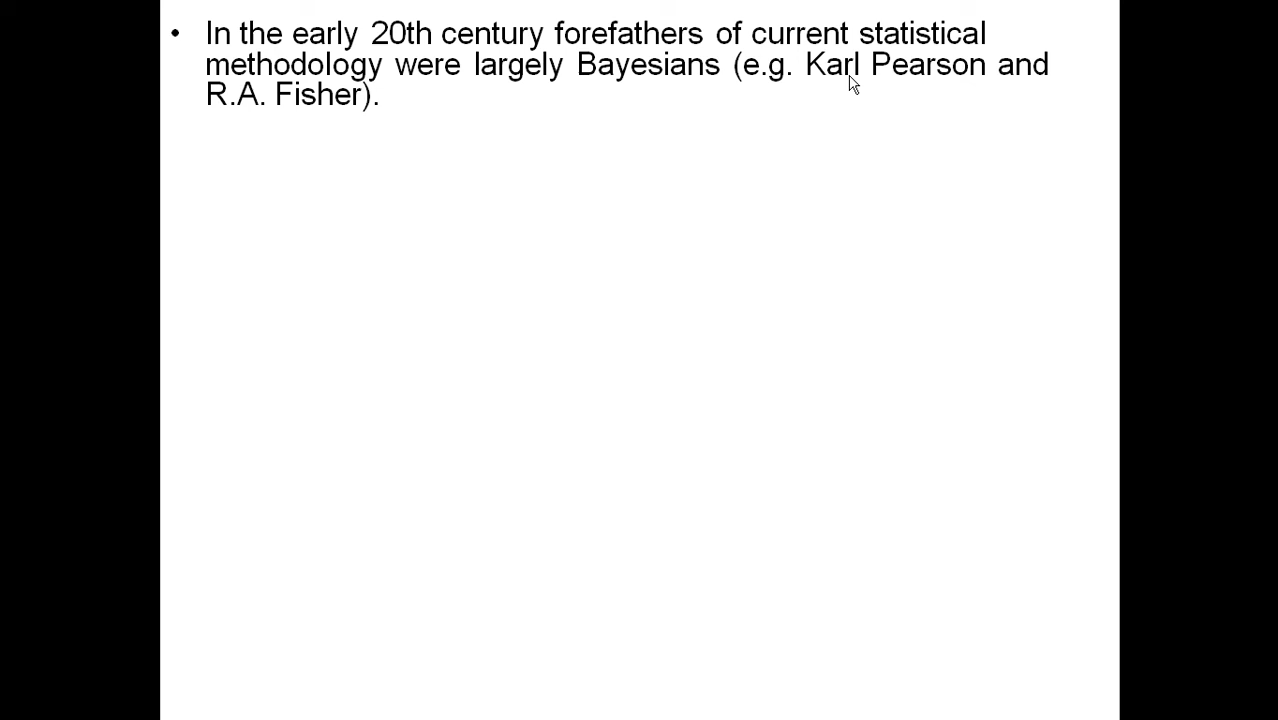 • In the early 20th century forefathers of current statistical
methodology were largely Bayesians (e.g. Karl Pearson and
R.A. Fisher).